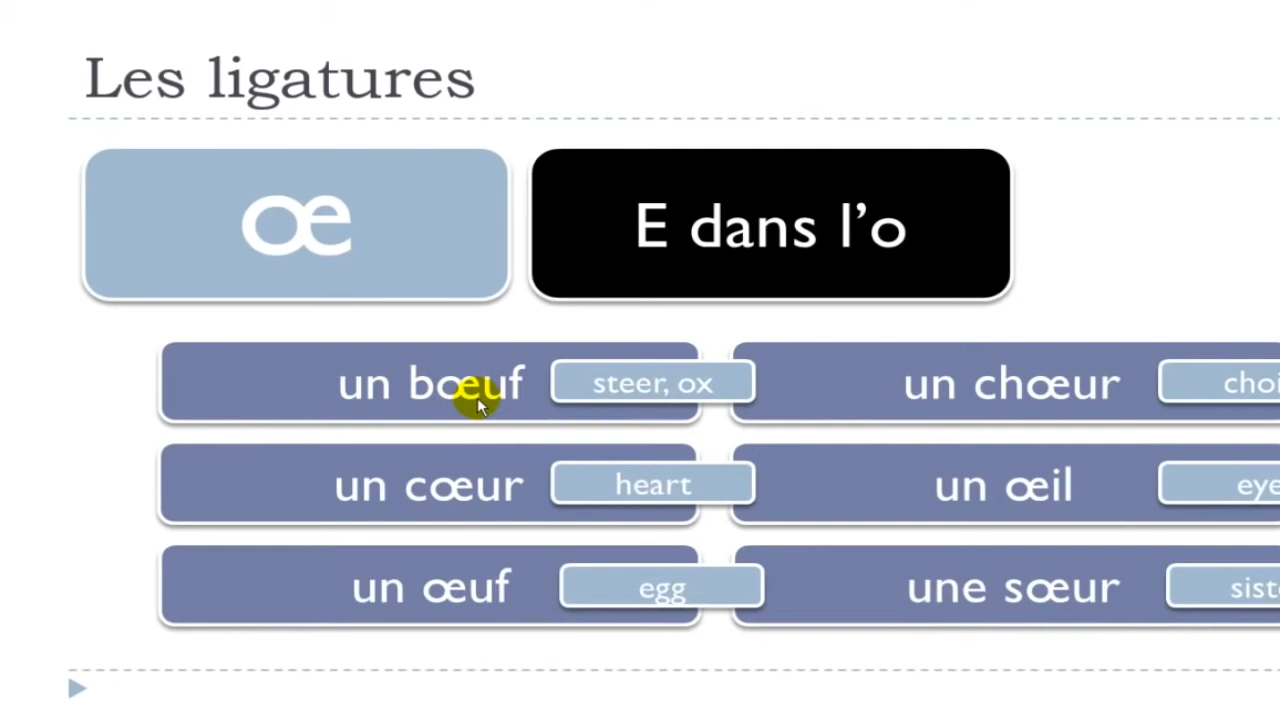 Les ligatures
œ
E dans l’o
un bœuf steer, ox
un chœur
un cœur heart
un œil eye
un œuf egg
une sœur